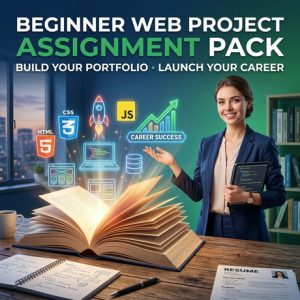 BEGINNER WEB PROJECT
ASSIGNMENT PACK
BUILD YOUR PORTFOLIO • LAUNCH YOUR CAREER
CSS
JS
HTML
CAREER SUCCESS
RESUME